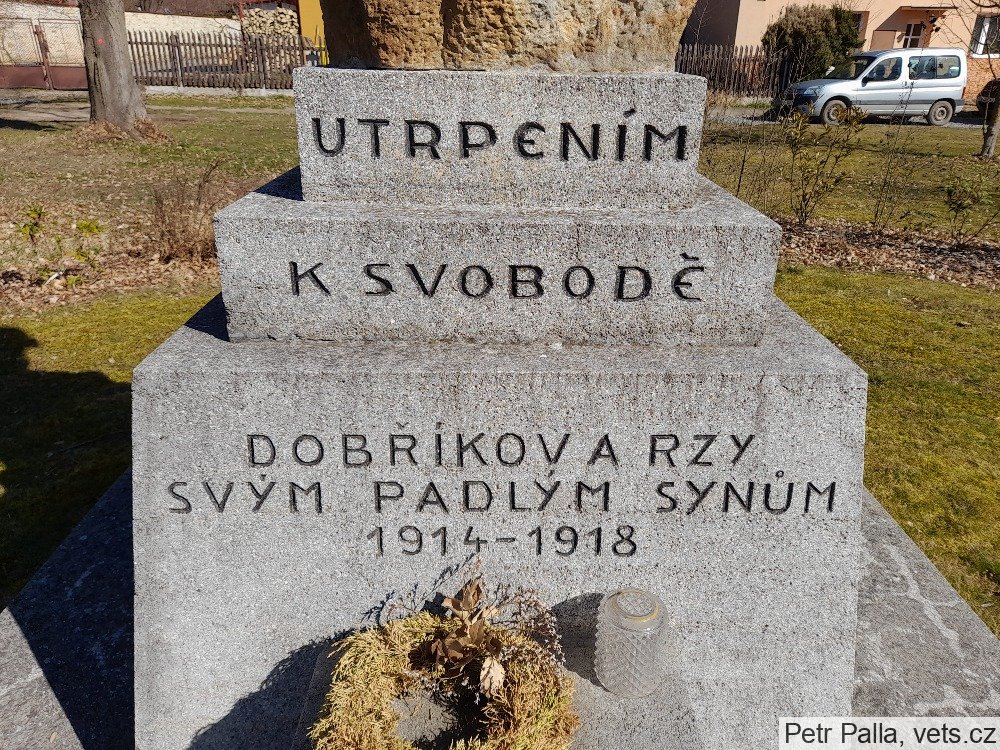 UTRPENÍM
K SVOBODĚ
DOBŘÍKOV A RZY
SVÝM PADLÝM SYNŮM
1914-1918
Petr Palla, vets.cz